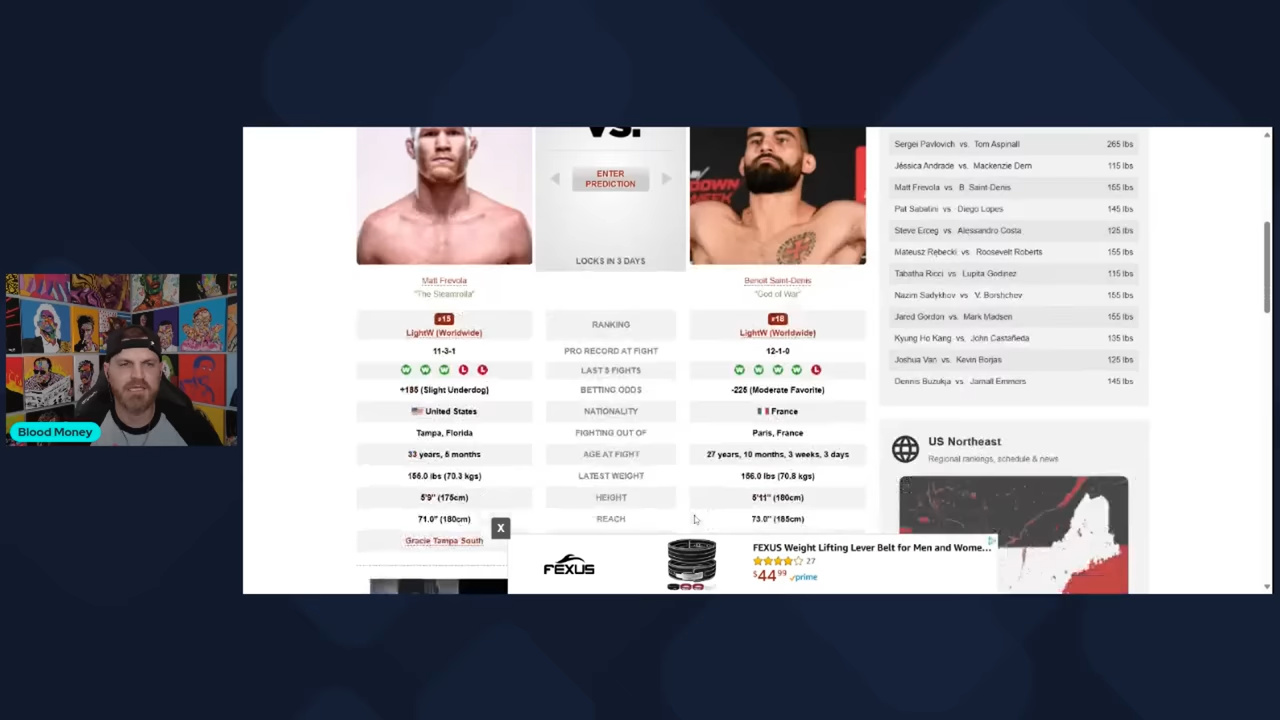 VS.
ENTER
PREDICTION
LOCKS IN 3 DAYS
Matt Frevola
"The Steamrolla"
Benoit Saint-Denis
"God of War"
#15
LightW (Worldwide)
RANKING
#18
LightW (Worldwide)
11-3-1
PRO RECORD AT FIGHT
12-1-0
W W W L L
LAST 5 FIGHTS
W W W W L
+185 (Slight Underdog)
BETTING ODDS
-225 (Moderate Favorite)
United States
NATIONALITY
France
Tampa, Florida
FIGHTING OUT OF
Paris, France
33 years, 5 months
AGE AT FIGHT
27 years, 10 months, 3 weeks, 3 days
LATEST WEIGHT
156.0 lbs (70.8 kgs)
5'9" (175cm)
HEIGHT
5'11" (180cm)
71.0" (180cm)
REACH
73.0" (185cm)
Gracie Tampa South
X
FEXUS
FEXUS Weight Lifting Lever Belt for Men and Wome...
27
$44.99 prime
Sergei Pavlovich vs. Tom Aspinall 265 lbs
Jéssica Andrade vs. Mackenzie Dern 115 lbs
Matt Frevola vs B. Saint-Denis 155 lbs
Pat Sabatini vs Diego Lopes 145 lbs
Steve Erceg vs. Alessandro Costa 125 lbs
Mateusz Rębecki vs. Roosevelt Roberts 155 lbs
Tabatha Ricci vs Lupita Godinez 115 lbs
Nazim Sadykhov vs V. Borshchev 155 lbs
Jared Gordon vs. Mark Madsen 155 lbs
Kyung Ho Kang vs. John Castañeda 135 lbs
Joshua Van vs. Kevin Borjas 125 lbs
Dennis Buzukja vs Jamall Emmers 145 lbs
US Northeast
Regional rankings, schedule & news
Blood Money